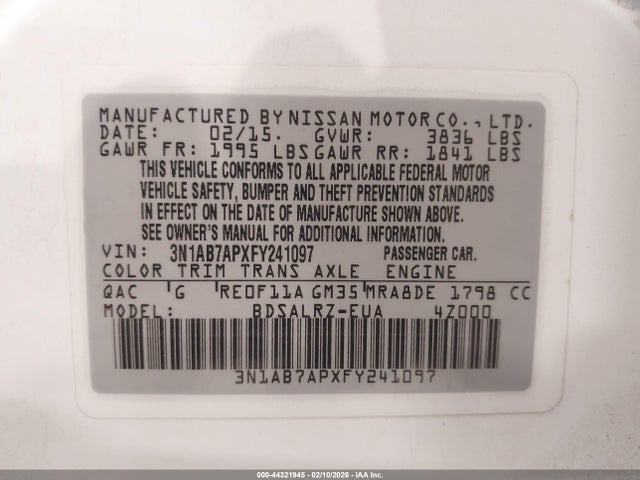 MANUFACTURED BY NISSAN MOTOR CO., LTD.
DATE: 02/15. GVWR: 3836 LBS
GAWR FR: 1995 LBS GAWR RR: 1841 LBS
THIS VEHICLE CONFORMS TO ALL APPLICABLE FEDERAL MOTOR
VEHICLE SAFETY, BUMPER AND THEFT PREVENTION STANDARDS
IN EFFECT ON THE DATE OF MANUFACTURE SHOWN ABOVE.
SEE OWNER'S MANUAL FOR ADDITIONAL INFORMATION.
VIN: 3N1AB7APXFY241097 PASSENGER CAR.
COLOR TRIM TRANS AXLE ENGINE
QAC G RE0F11A GM35 MRA8DE 1798 CC
MODEL: BDSALRZ-EUA 4Z000
3N1AB7APXFY241097
000-44321945 - 02/10/2026 - IAA Inc.